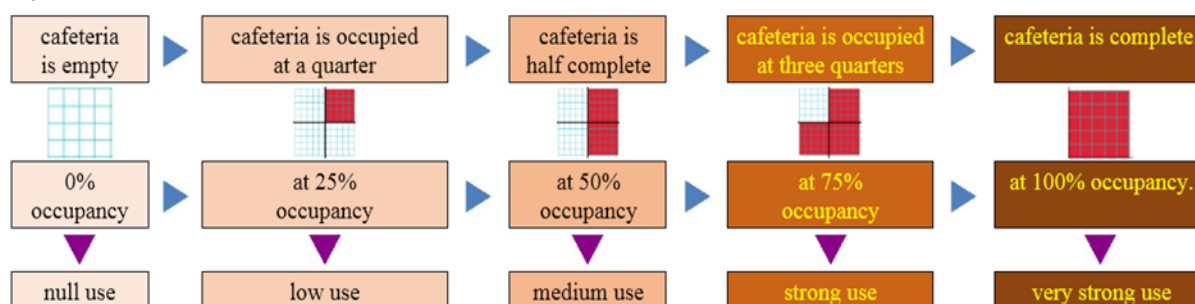 cafeteria
is empty
cafeteria is occupied
at a quarter
cafeteria is
half complete
cafeteria is occupied
at three quarters
cafeteria is complete
0%
occupancy
at 25%
occupancy
at 50%
occupancy
at 75%
occupancy
at 100% occupancy.
null use
low use
medium use
strong use
very strong use